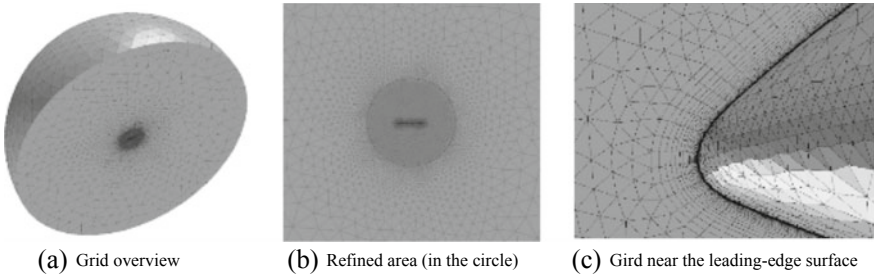 (a) Grid overview
(b) Refined area (in the circle)
(c) Gird near the leading-edge surface